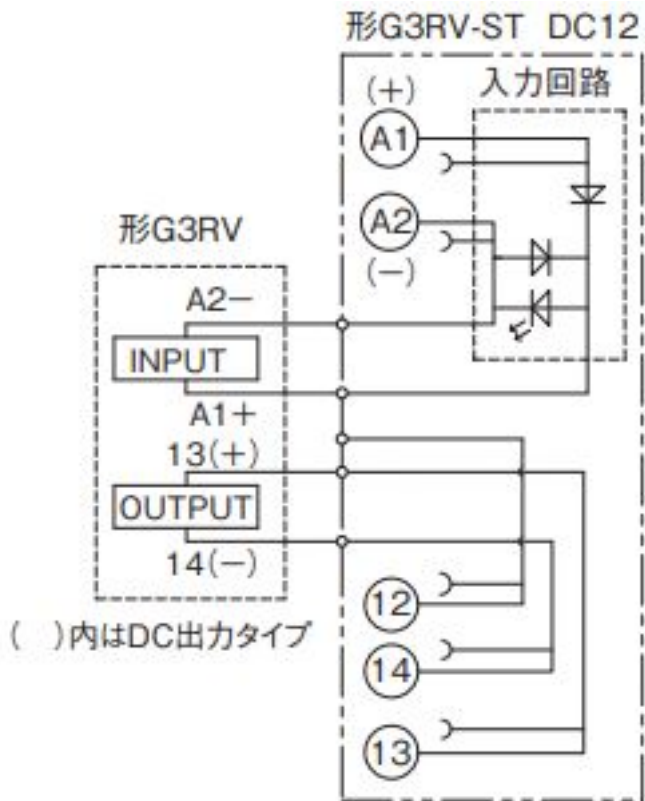 形G3RV-ST DC12
入力回路
(+)
A1
A2
(-)
形G3RV
A2-
INPUT
A1+
13(+)
OUTPUT
14(-)
( )内はDC出力タイプ
12
14
13